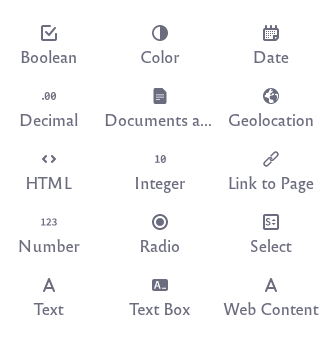 Boolean Color Date
.00
Decimal Documents a... Geolocation
10
HTML Integer Link to Page
123 S
Number Radio Select
A A_ A
Text Text Box Web Content